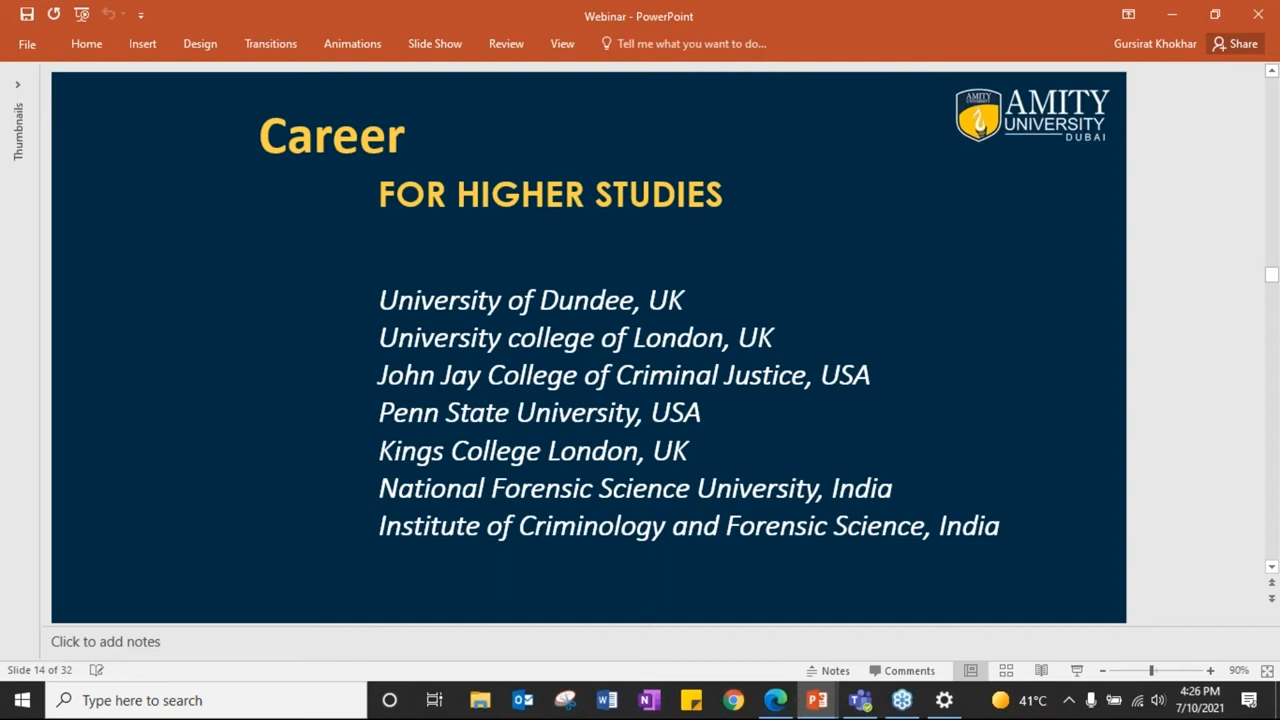 Webinar - PowerPoint
File Home Insert Design Transitions Animations Slide Show Review View Tell me what you want to do... Gursirat Khokhar Share
Thumbnails
AMITY
UNIVERSITY
DUBAI
Career
FOR HIGHER STUDIES
University of Dundee, UK
University college of London, UK
John Jay College of Criminal Justice, USA
Penn State University, USA
Kings College London, UK
National Forensic Science University, India
Institute of Criminology and Forensic Science, India
Click to add notes
Slide 14 of 32 Notes Comments 90%
Type here to search 41°C 4:26 PM
7/10/2021